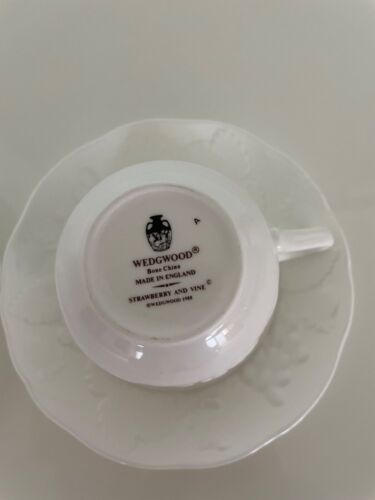 A
WEDGWOOD®
Bone China
MADE IN ENGLAND
STRAWBERRY AND VINE ©
©WEDGWOOD 1988